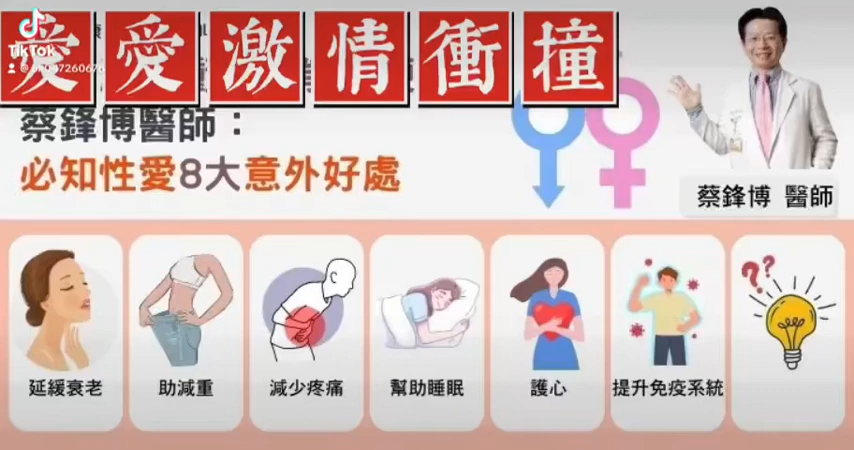 愛愛激情衝撞
TikTok
蔡鋒博醫師：
必知性愛8大意外好處
蔡鋒博 醫師
延緩衰老
助減重
減少疼痛
幫助睡眠
護心
提升免疫系統
??